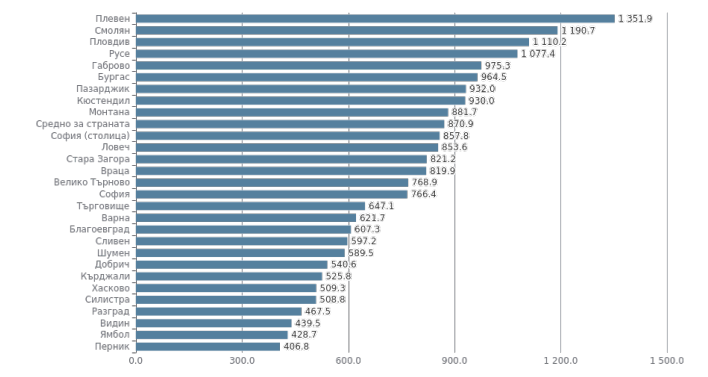 Плевен 1 351.9
Смолян 1 190.7
Пловдив 1 110.2
Русе 1 077.4
Габрово 975.3
Бургас 964.5
Пазарджик 932.0
Кюстендил 930.0
Монтана 881.7
Средно за страната 870.9
София (столица) 857.8
Ловеч 853.6
Стара Загора 821.2
Враца 819.9
Велико Търново 768.9
София 766.4
Търговище 647.1
Варна 621.7
Благоевград 607.3
Сливен 597.2
Шумен 589.5
Добрич 540.6
Кърджали 525.8
Хасково 509.3
Силистра 508.8
Разград 467.5
Видин 439.5
Ямбол 428.7
Перник 406.8
0.0 300.0 600.0 900.0 1 200.0 1 500.0